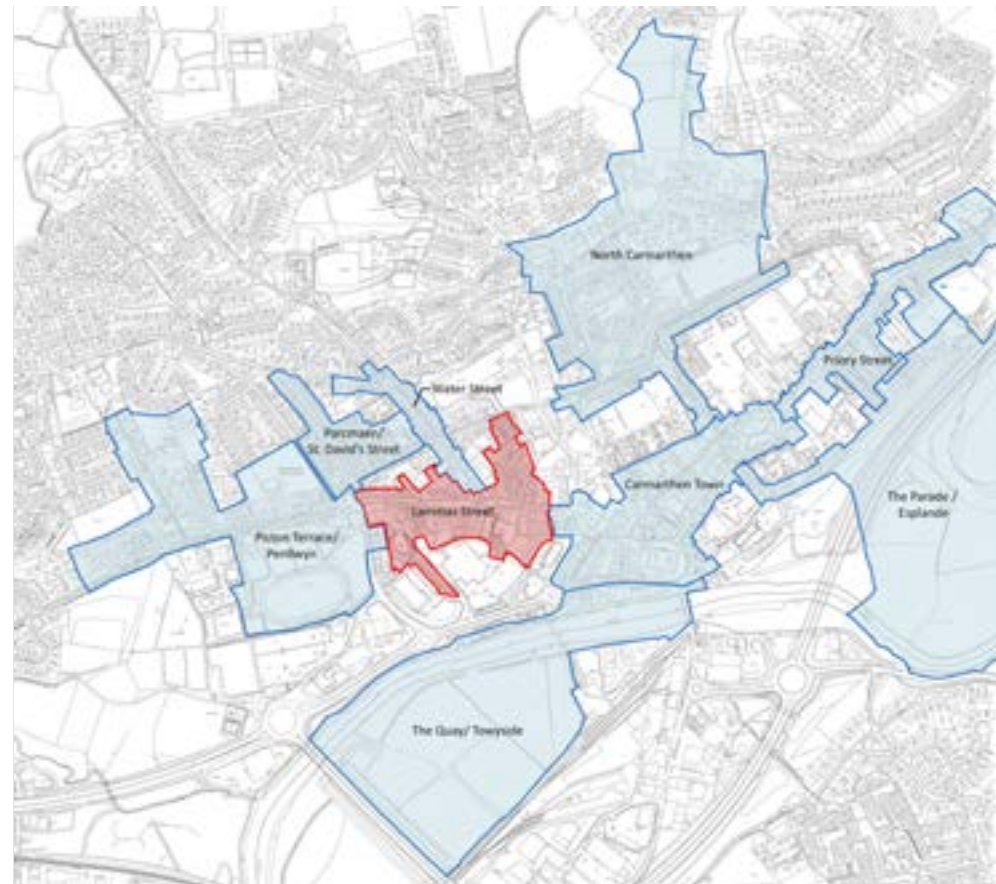 North Carmarthen
Priory Street
Water Street
Parcmaen/
St. David's Street
Carmarthen Town
The Parade /
Esplande
Lammas Street
Picton Terrace/
Penllwyn
The Quay/ Towyside